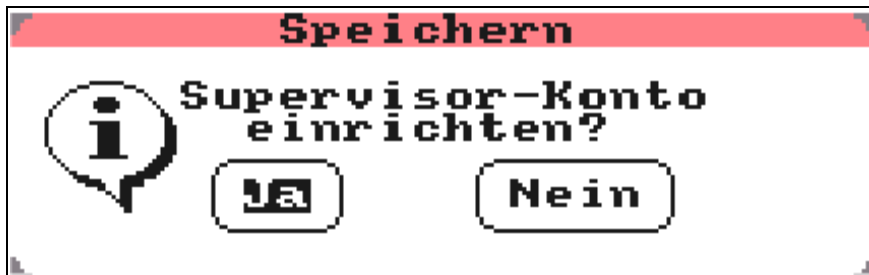 Speichern
Supervisor-Konto
einrichten?
Ja Nein